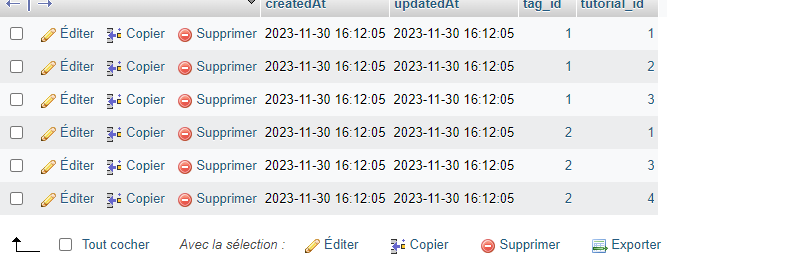 createdAt updatedAt tag_id tutorial_id
Éditer Copier Supprimer 2023-11-30 16:12:05 2023-11-30 16:12:05 1 1
Éditer Copier Supprimer 2023-11-30 16:12:05 2023-11-30 16:12:05 1 2
Éditer Copier Supprimer 2023-11-30 16:12:05 2023-11-30 16:12:05 1 3
Éditer Copier Supprimer 2023-11-30 16:12:05 2023-11-30 16:12:05 2 1
Éditer Copier Supprimer 2023-11-30 16:12:05 2023-11-30 16:12:05 2 3
Éditer Copier Supprimer 2023-11-30 16:12:05 2023-11-30 16:12:05 2 4
Tout cocher Avec la sélection : Éditer Copier Supprimer Exporter